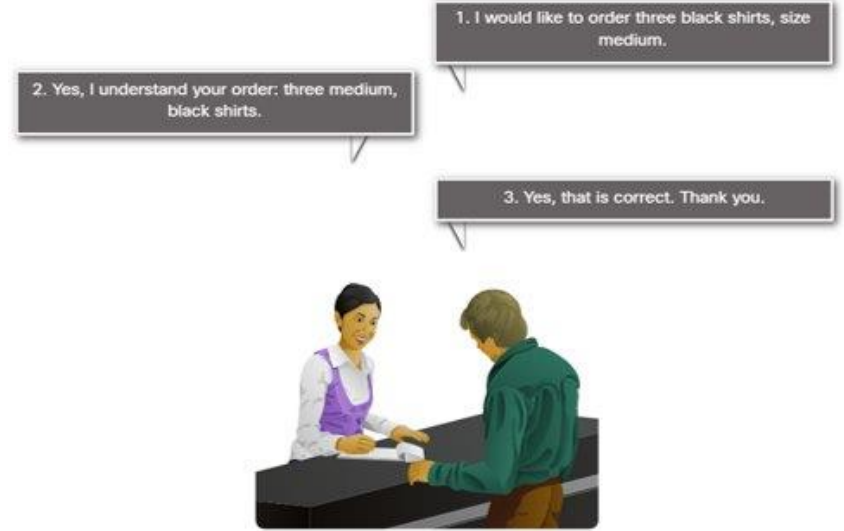 1. I would like to order three black shirts, size
medium.
2. Yes, I understand your order: three medium,
black shirts.
3. Yes, that is correct. Thank you.